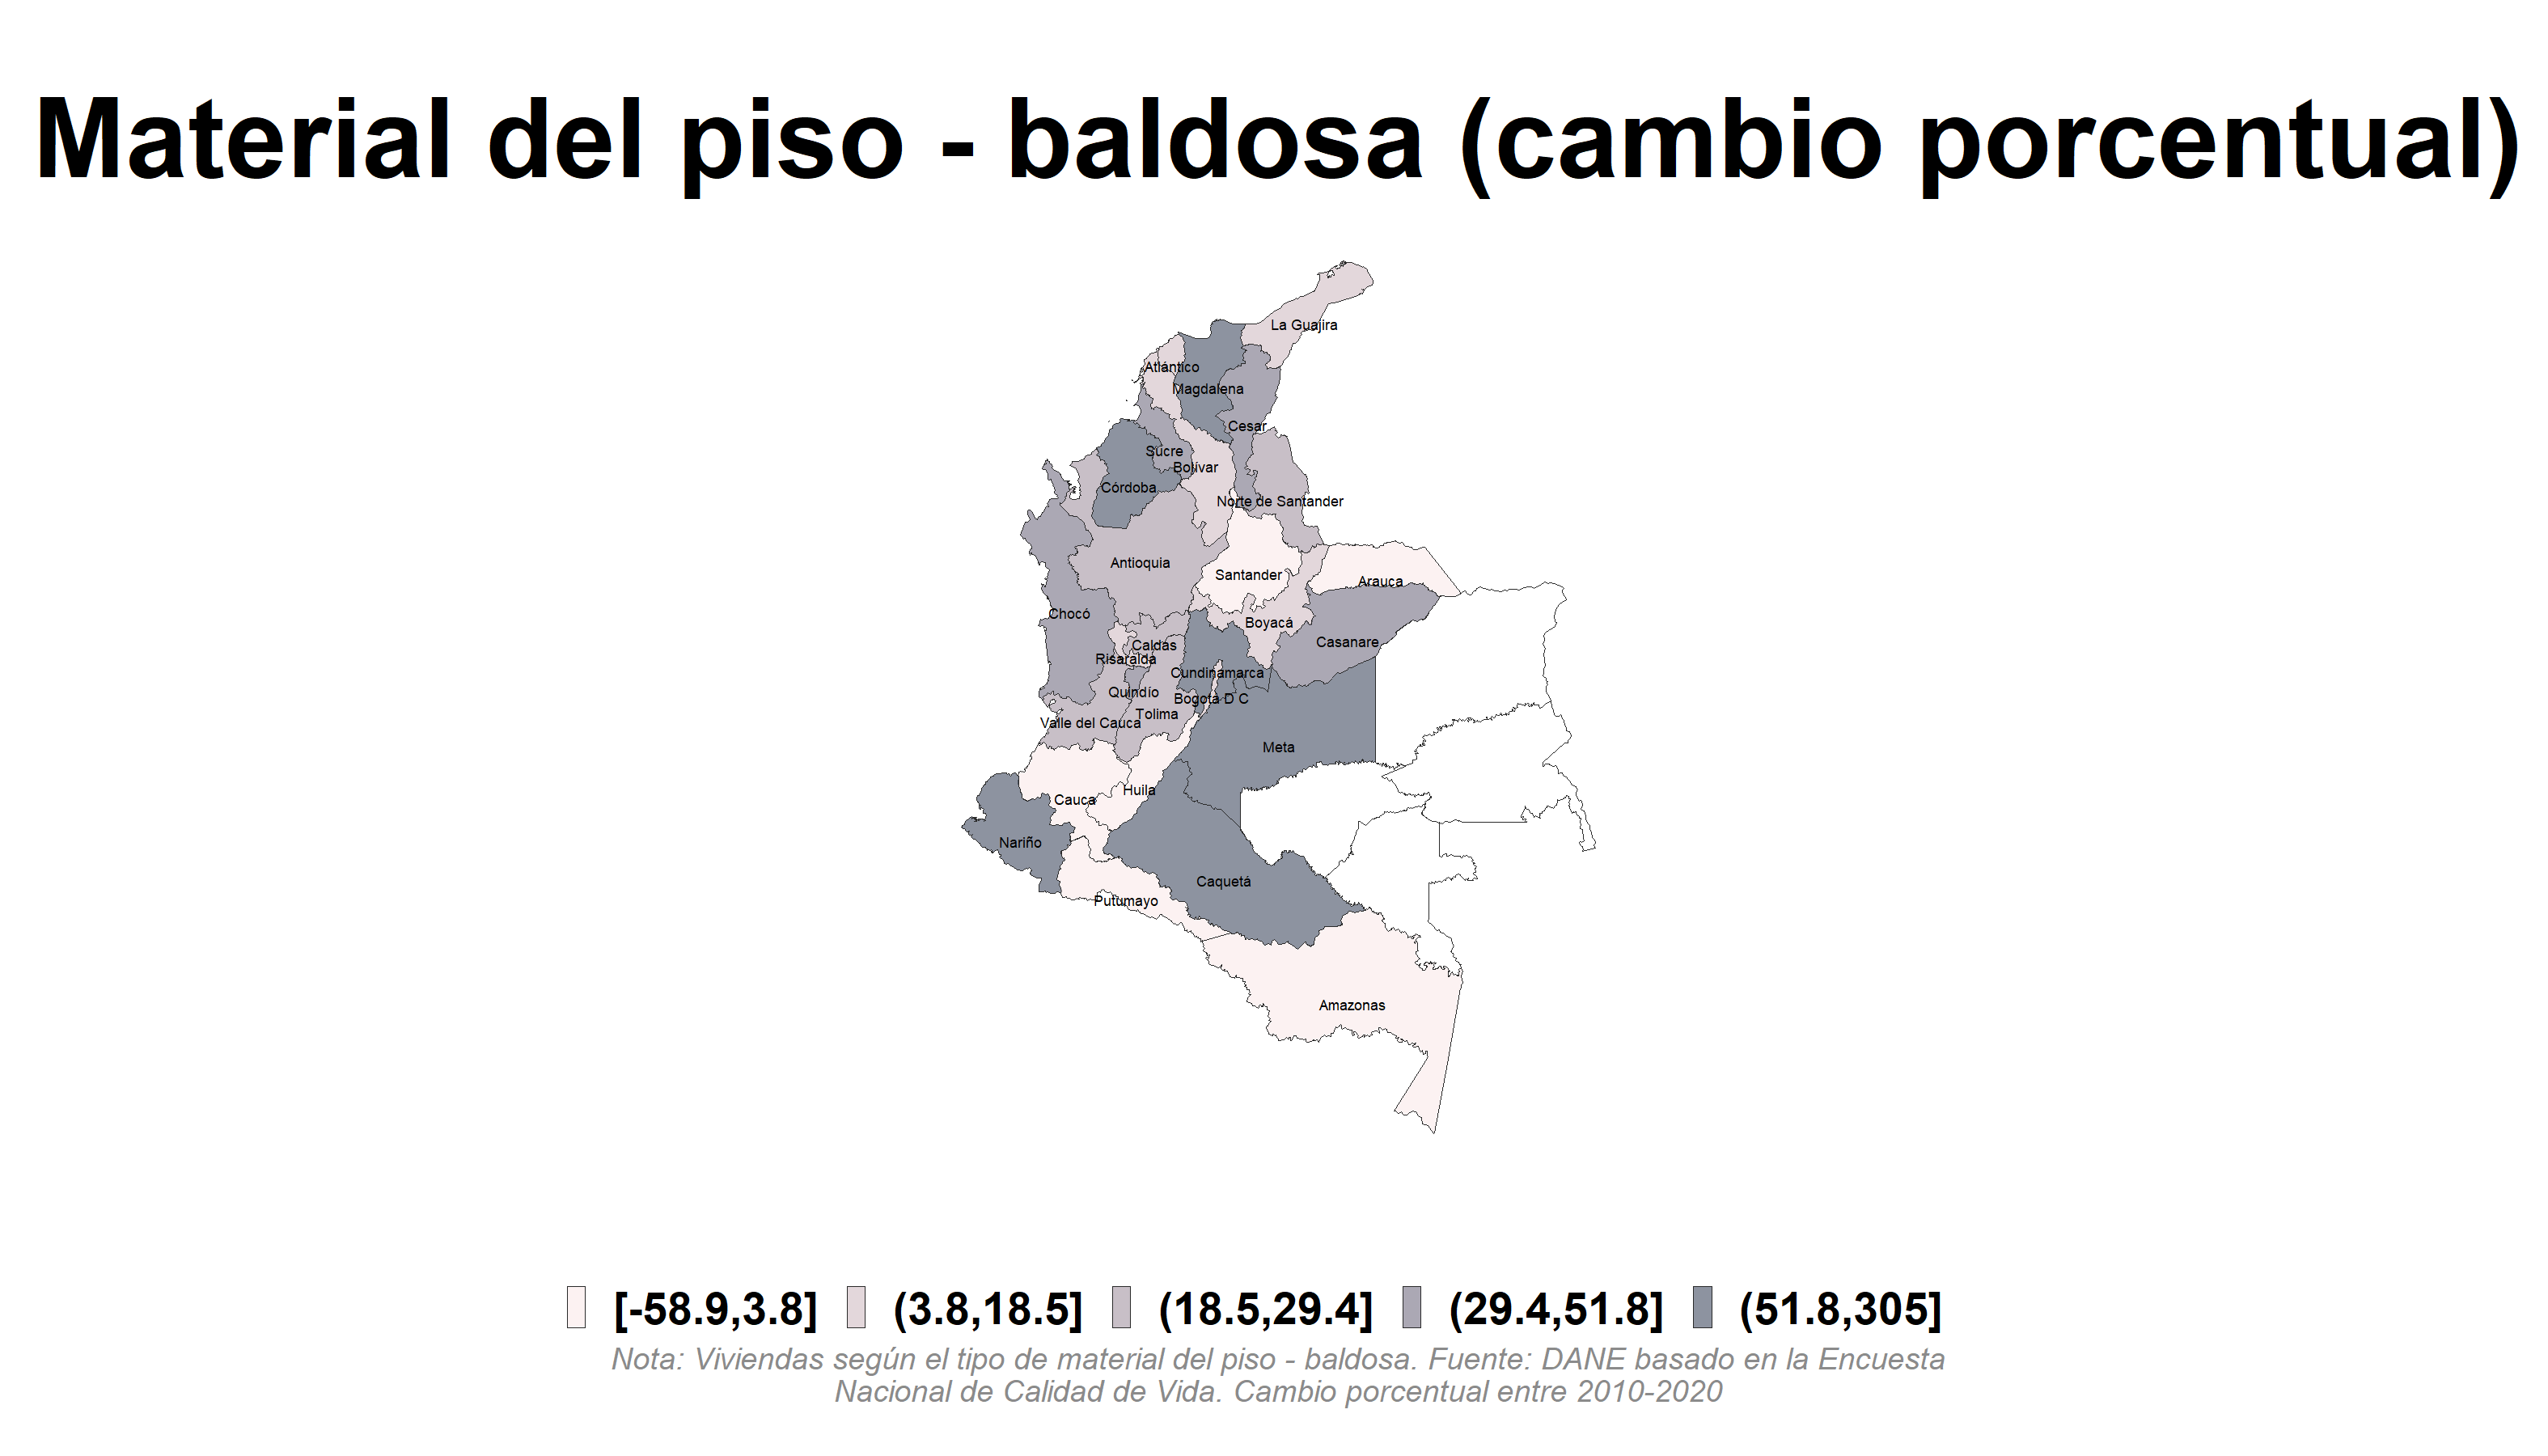 Material del piso - baldosa (cambio porcentual)
La Guajira
Atlántico
Magdalena
Cesar
Sucre
Bolívar
Córdoba
Norte de Santander
Antioquia
Santander
Arauca
Chocó
Boyacá
Casanare
Caldas
Risaralda
Cundinamarca
Quindío
Bogotá D C
Tolima
Valle del Cauca
Meta
Huila
Cauca
Nariño
Caquetá
Putumayo
Amazonas
[-58.9,3.8] (3.8,18.5] (18.5,29.4] (29.4,51.8] (51.8,305]
Nota: Viviendas según el tipo de material del piso - baldosa. Fuente: DANE basado en la Encuesta
Nacional de Calidad de Vida. Cambio porcentual entre 2010-2020